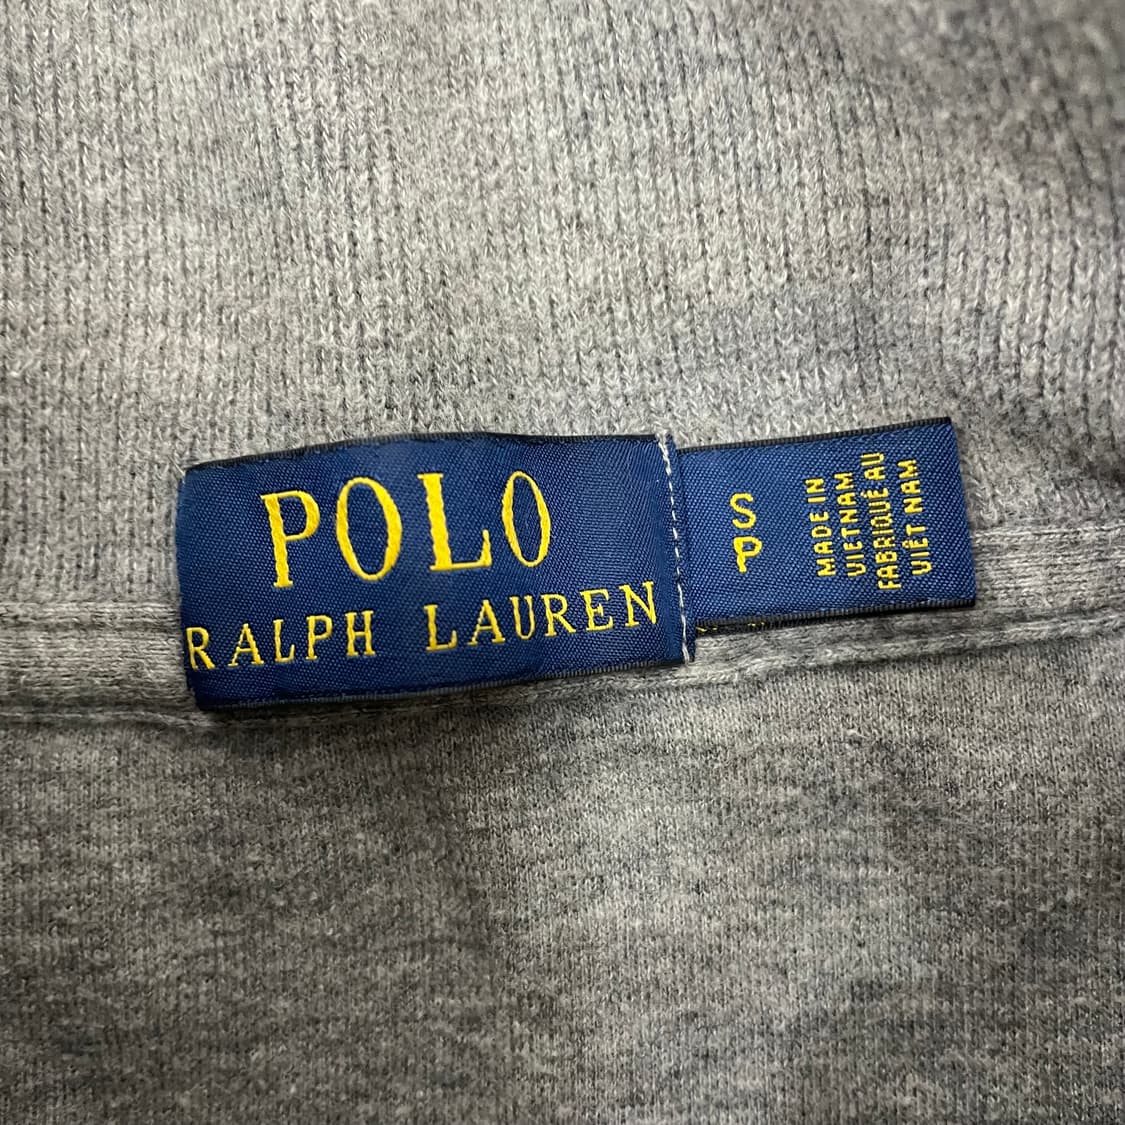 POLO
RALPH LAUREN
S
P
MADE IN
VIETNAM
FABRIQUÉ AU
VIÊT NAM